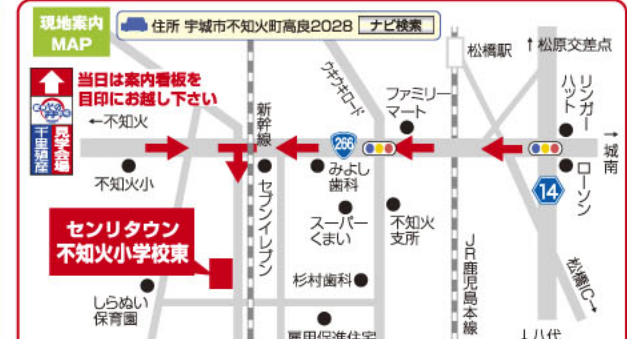 現地案内
MAP
住所 宇城市不知火町高良2028
ナビ検索
当日は案内看板を
目印にお越し下さい
見学会場
千里殖産
←不知火
不知火小
新幹線
ウキウキロード
ファミリー
マート
松橋駅
↑松原交差点
リンガー
ハット
→
城南
266
みよし
歯科
セブンイレブン
14
ローソン
センリタウン
不知火小学校東
スーパー
くまい
不知火
支所
JR鹿児島本線
松橋IC→
しらぬい
保育園
杉村歯科
雇用促進住宅
↓八代